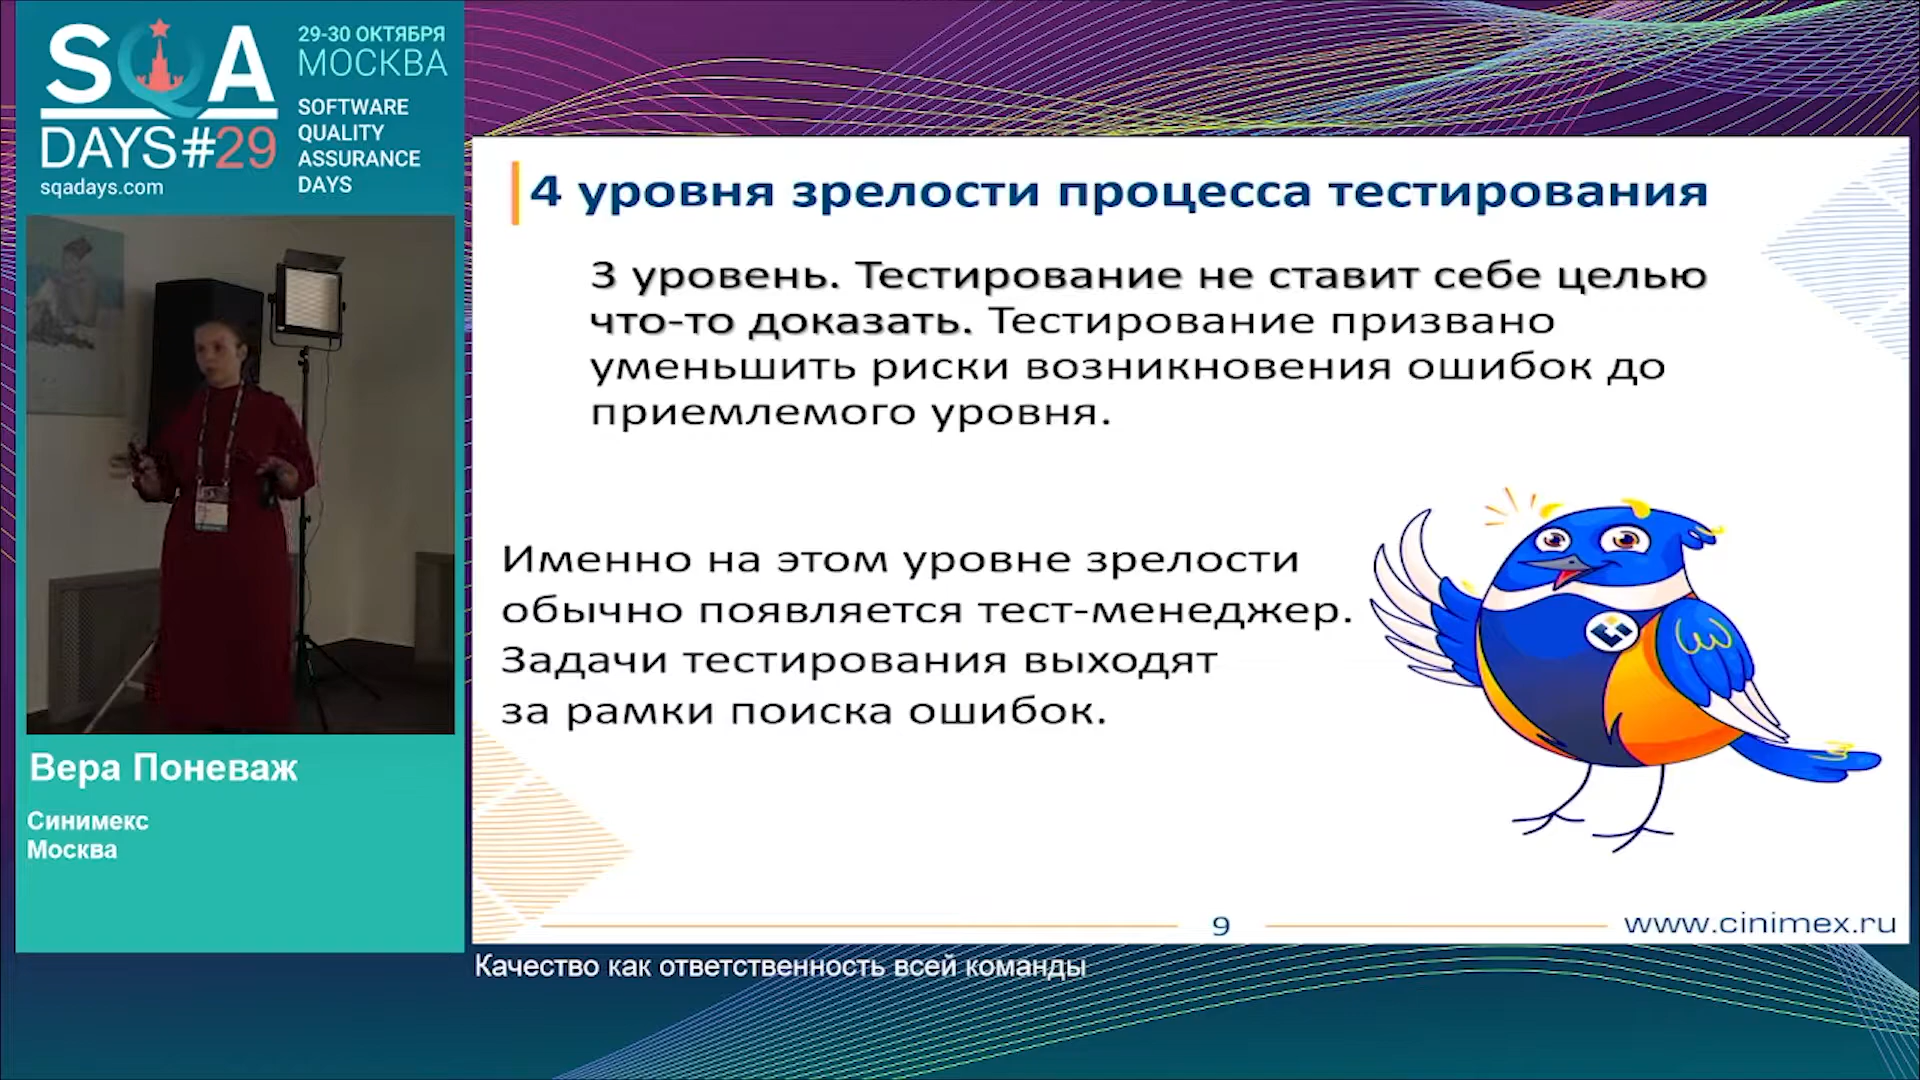 SQA
DAYS#29
sqadays.com
29-30 ОКТЯБРЯ
МОСКВА
SOFTWARE
QUALITY
ASSURANCE
DAYS
4 уровня зрелости процесса тестирования
3 уровень. Тестирование не ставит себе целью
что-то доказать. Тестирование призвано
уменьшить риски возникновения ошибок до
приемлемого уровня.
Именно на этом уровне зрелости
обычно появляется тест-менеджер.
Задачи тестирования выходят
за рамки поиска ошибок.
9
www.cinimex.ru
Вера Поневаж
Синимекс
Москва
Качество как ответственность всей команды